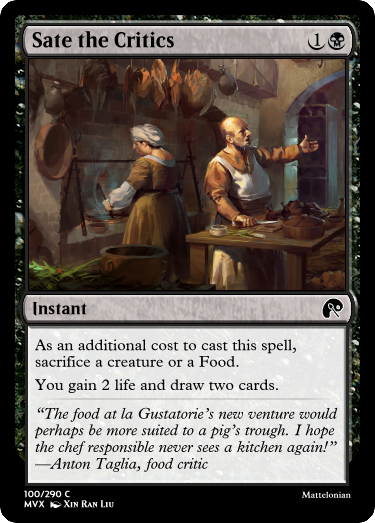 Sate the Critics 1
Instant
As an additional cost to cast this spell,
sacrifice a creature or a Food.
You gain 2 life and draw two cards.
“The food at la Gustatorie’s new venture would
perhaps be more suited to a pig’s trough. I hope
the chef responsible never sees a kitchen again!”
—Anton Taglia, food critic
100/290 C
MVX Xin Ran Liu
Mattelonian